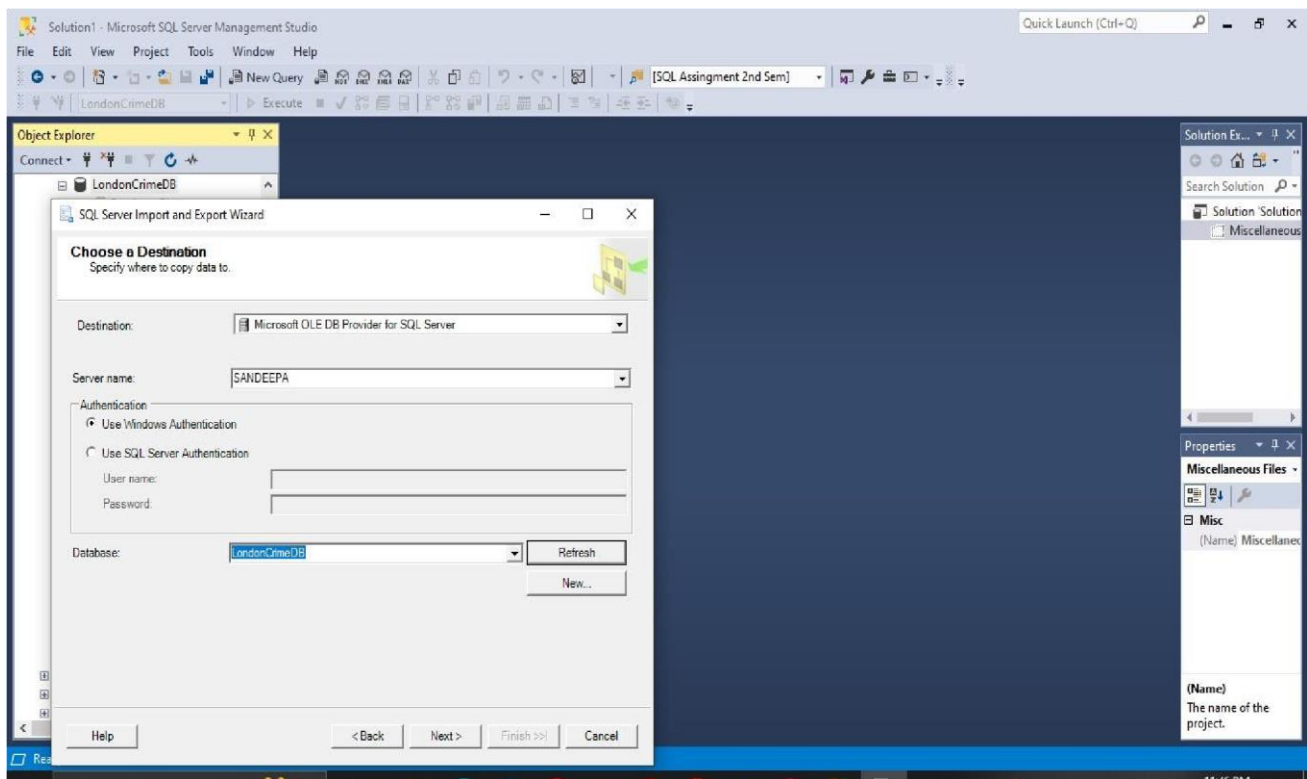 Solution1 - Microsoft SQL Server Management Studio
Quick Launch (Ctrl+Q)
File Edit View Project Tools Window Help
New Query
[SQL Assingment 2nd Sem]
LondonCrimeDB
Execute
Object Explorer
Connect
LondonCrimeDB
SQL Server Import and Export Wizard
Choose a Destination
Specify where to copy data to.
Destination: Microsoft OLE DB Provider for SQL Server
Server name: SANDEEPA
Authentication
Use Windows Authentication
Use SQL Server Authentication
User name:
Password:
Database: LondonCrimeDB Refresh
New...
Help < Back Next > Finish >>| Cancel
Solution Ex...
Search Solution
Solution 'Solution
Miscellaneous
Properties
Miscellaneous Files
Misc
(Name) Miscellanec
(Name)
The name of the
project.
Rea